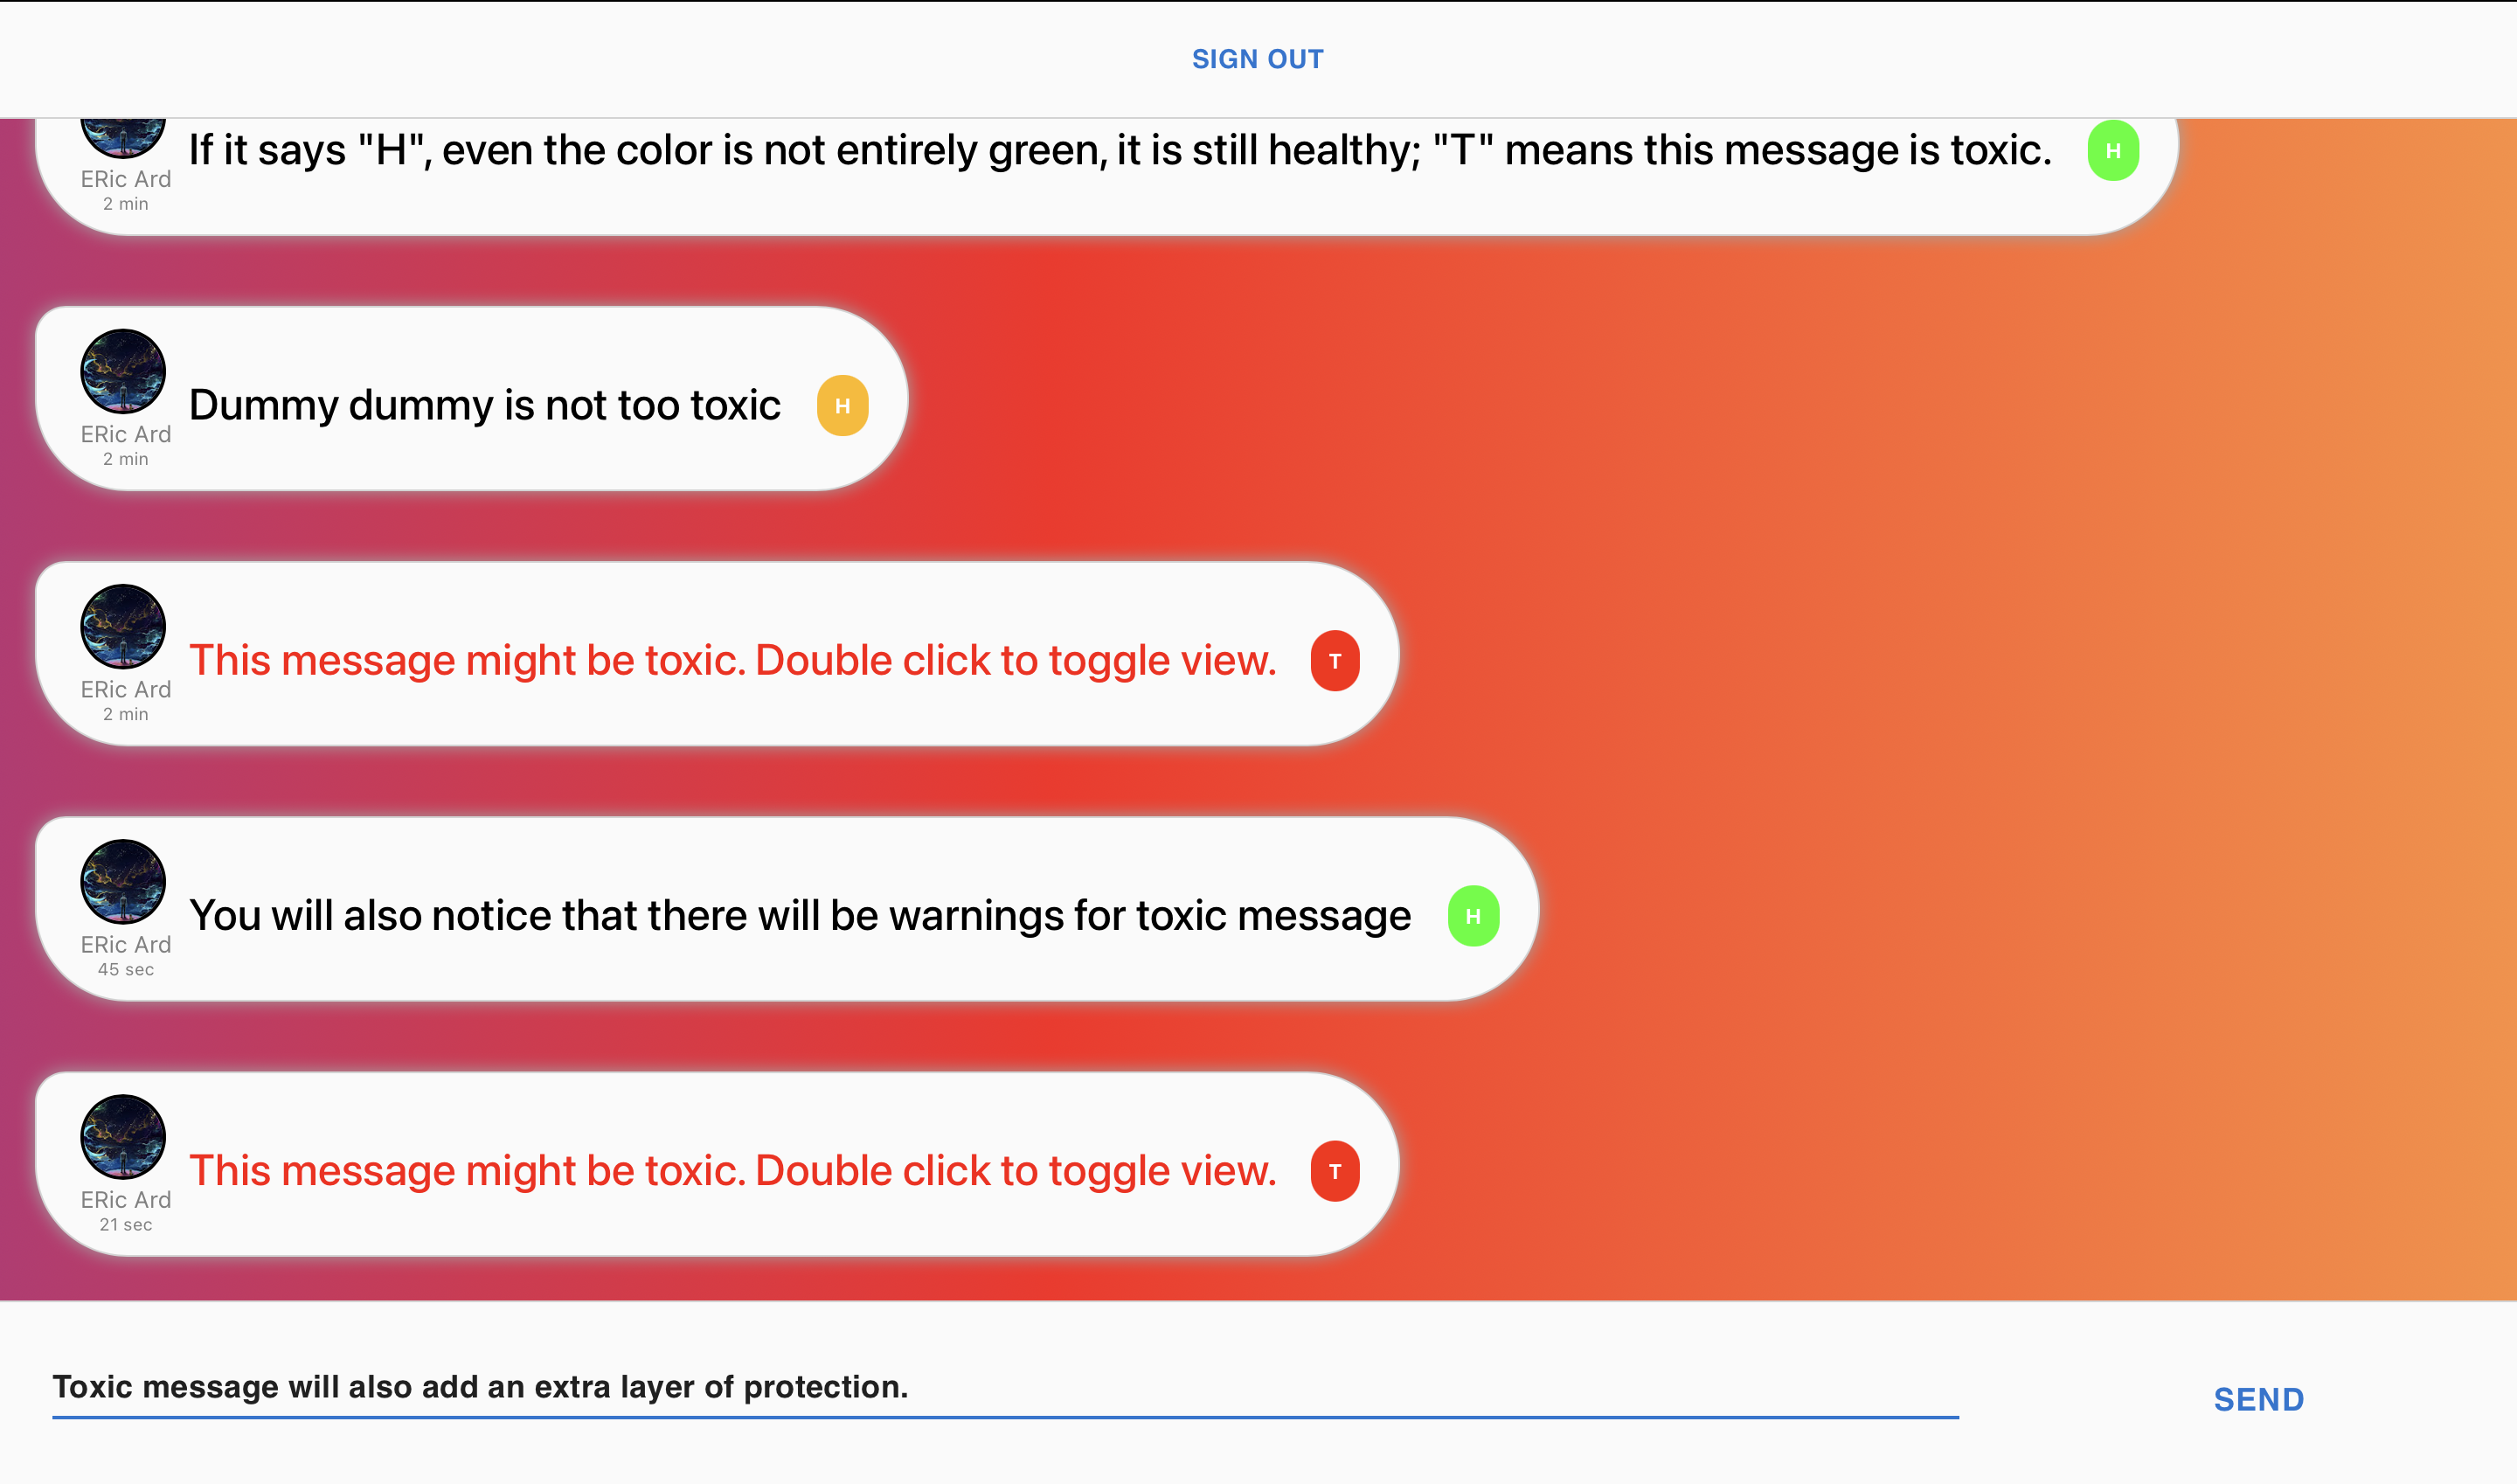 SIGN OUT
If it says "H", even the color is not entirely green, it is still healthy; "T" means this message is toxic.
H
ERic Ard
2 min
Dummy dummy is not too toxic
H
ERic Ard
2 min
This message might be toxic. Double click to toggle view.
T
ERic Ard
2 min
You will also notice that there will be warnings for toxic message
H
ERic Ard
45 sec
This message might be toxic. Double click to toggle view.
T
ERic Ard
21 sec
Toxic message will also add an extra layer of protection.
SEND